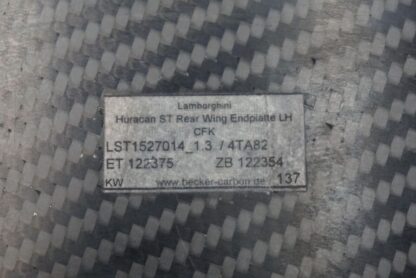 Lamborghini
Huracan ST Rear Wing Endplatte LH
CFK
LST1527014_1.3 / 4TA82
ET 122375 ZB 122354
KW www.becker-carbon.de 137